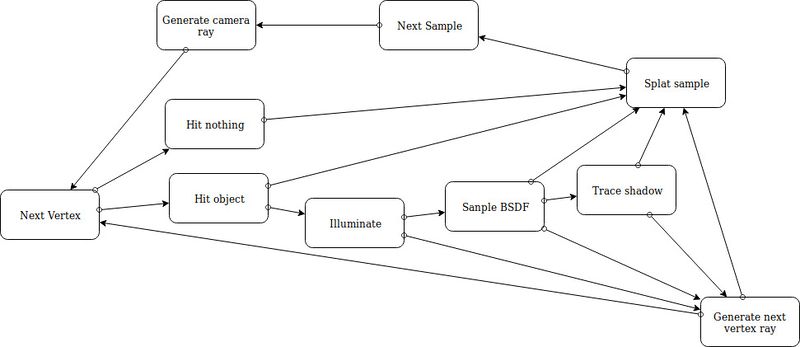 Generate camera
ray
Next Sample
Splat sample
Hit nothing
Hit object
Next Vertex
Illuminate
Sanple BSDF
Trace shadow
Generate next
vertex ray